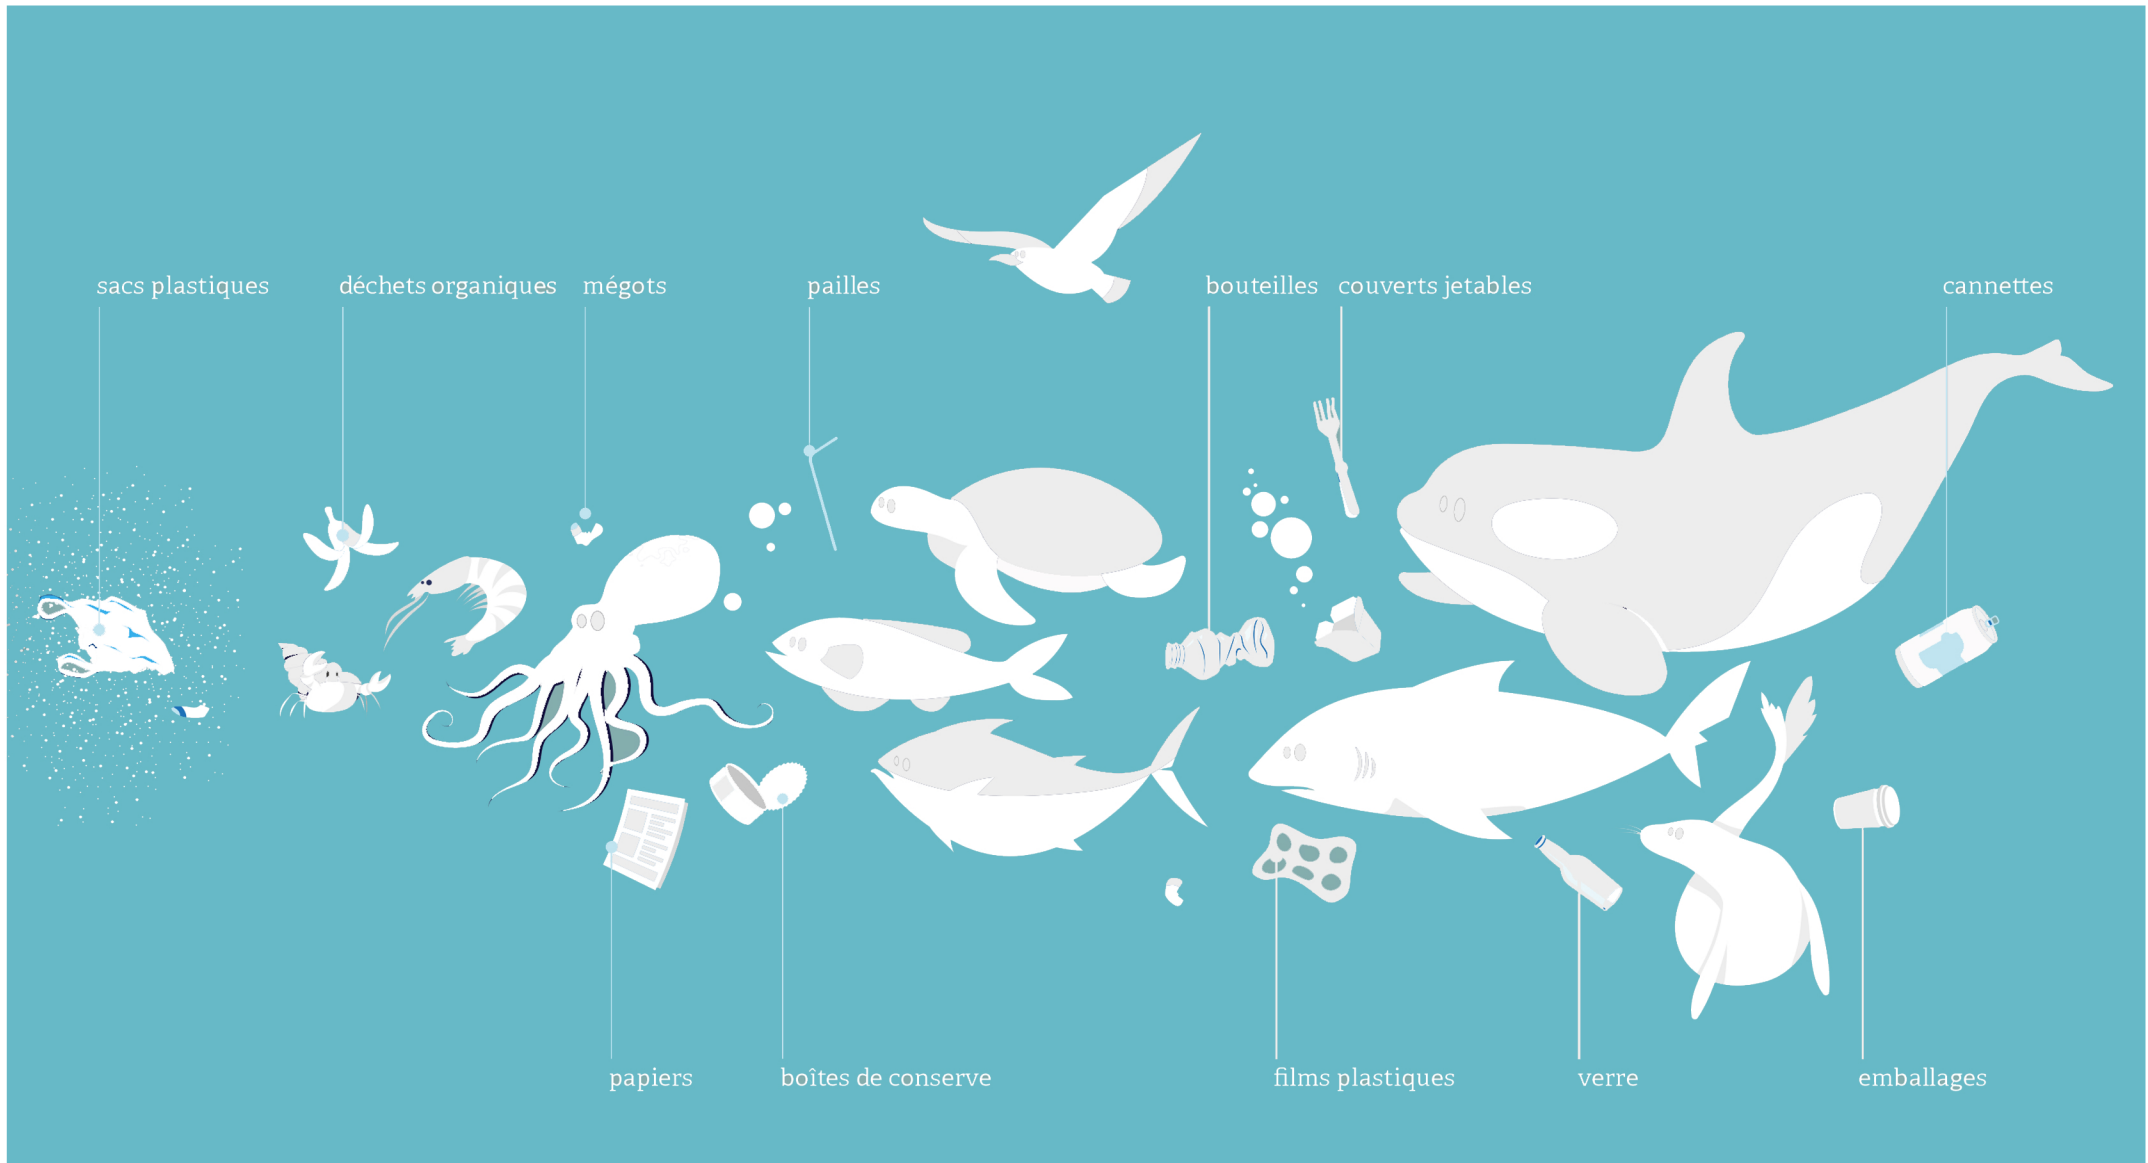 sacs plastiques
déchets organiques
mégots
pailles
bouteilles
couverts jetables
cannettes
papiers
boîtes de conserve
films plastiques
verre
emballages